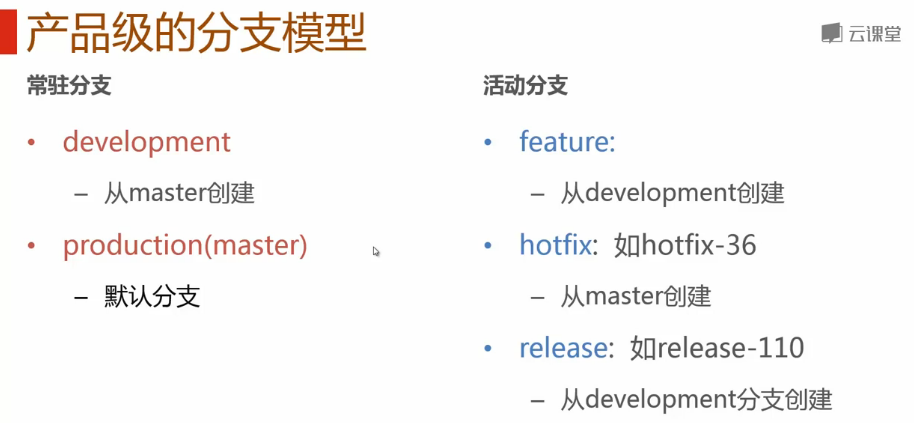 产品级的分支模型
云课堂
常驻分支
• development
– 从master创建
• production(master)
– 默认分支
活动分支
• feature:
– 从development创建
• hotfix: 如hotfix-36
– 从master创建
• release: 如release-110
– 从development分支创建